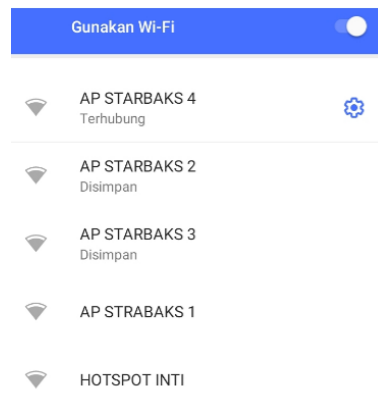 Gunakan Wi-Fi
AP STARBAKS 4
Terhubung
AP STARBAKS 2
Disimpan
AP STARBAKS 3
Disimpan
AP STRABAKS 1
HOTSPOT INTI